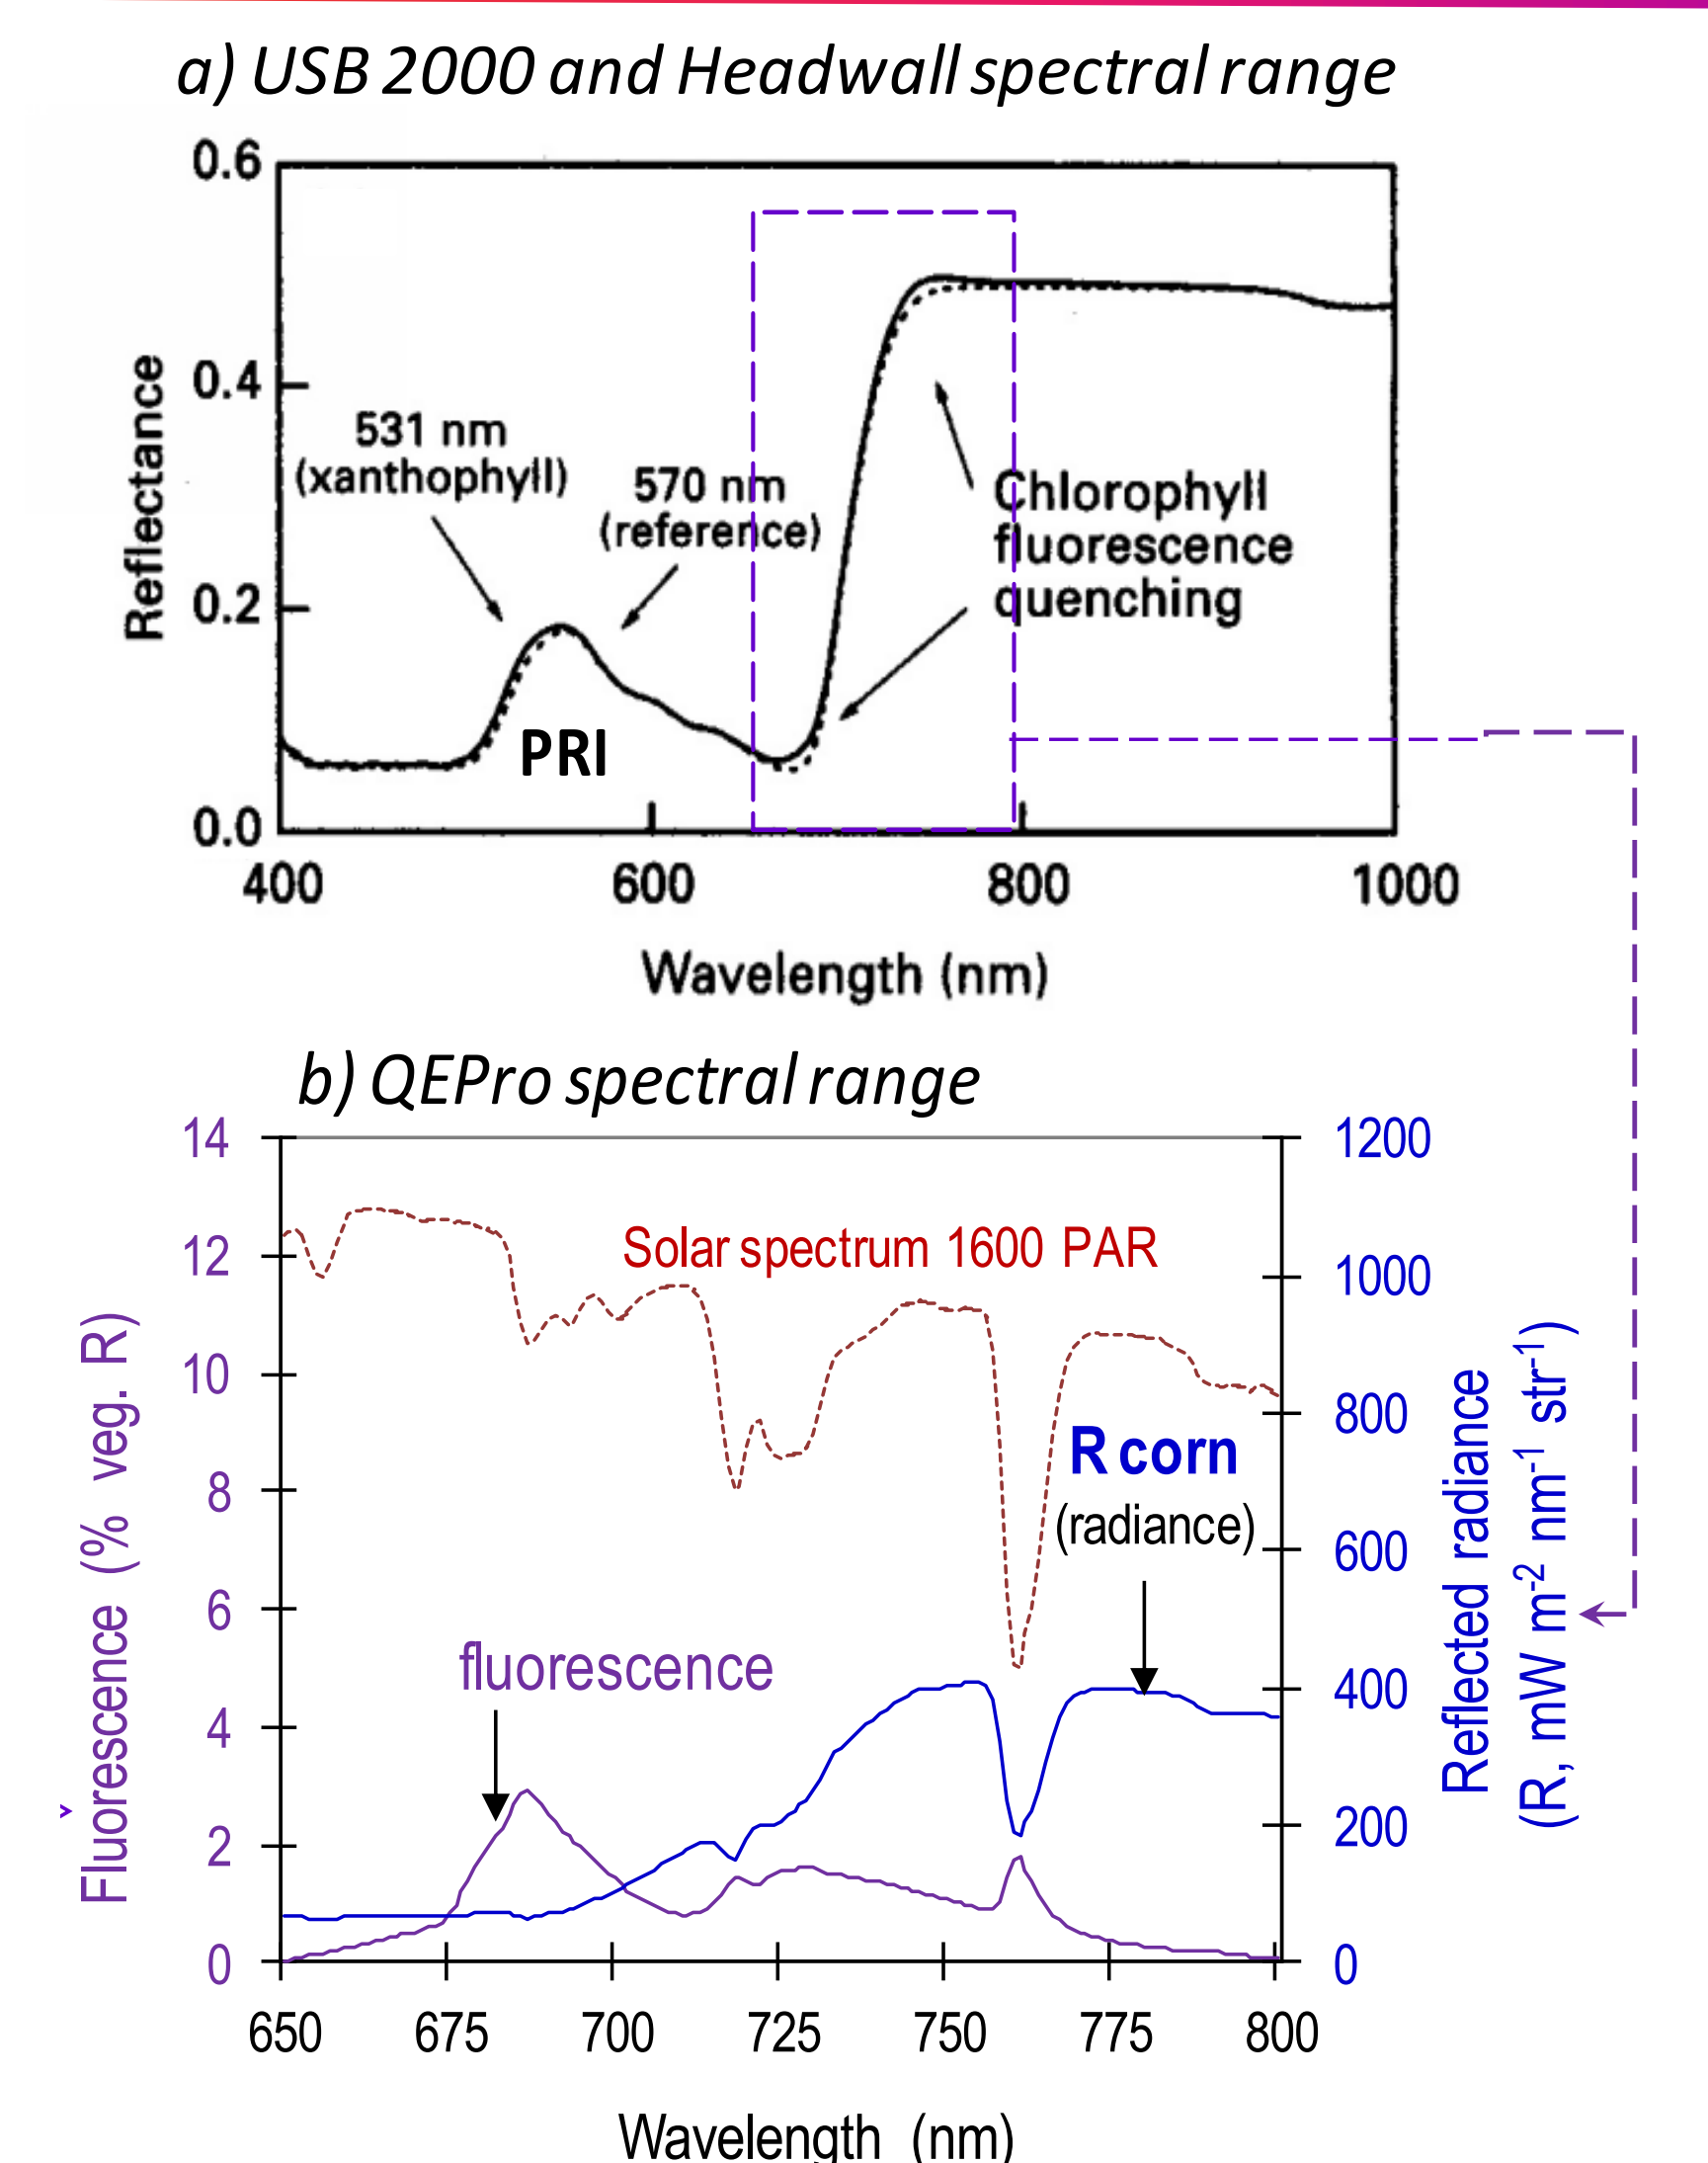 a) USB 2000 and Headwall spectral range
0.6
0.4
0.2
0.0
Reflectance
531 nm
(xanthophyll)
570 nm
(reference)
Chlorophyll
fluorescence
quenching
PRI
400 600 800 1000
Wavelength (nm)
b) QEPro spectral range
14
12
10
8
6
4
2
0
Fluorescence (% veg. R)
1200
1000
800
600
400
200
0
Reflected radiance
(R, mW m-2 nm-1 str-1)
Solar spectrum 1600 PAR
R corn
(radiance)
fluorescence
650 675 700 725 750 775 800
Wavelength (nm)